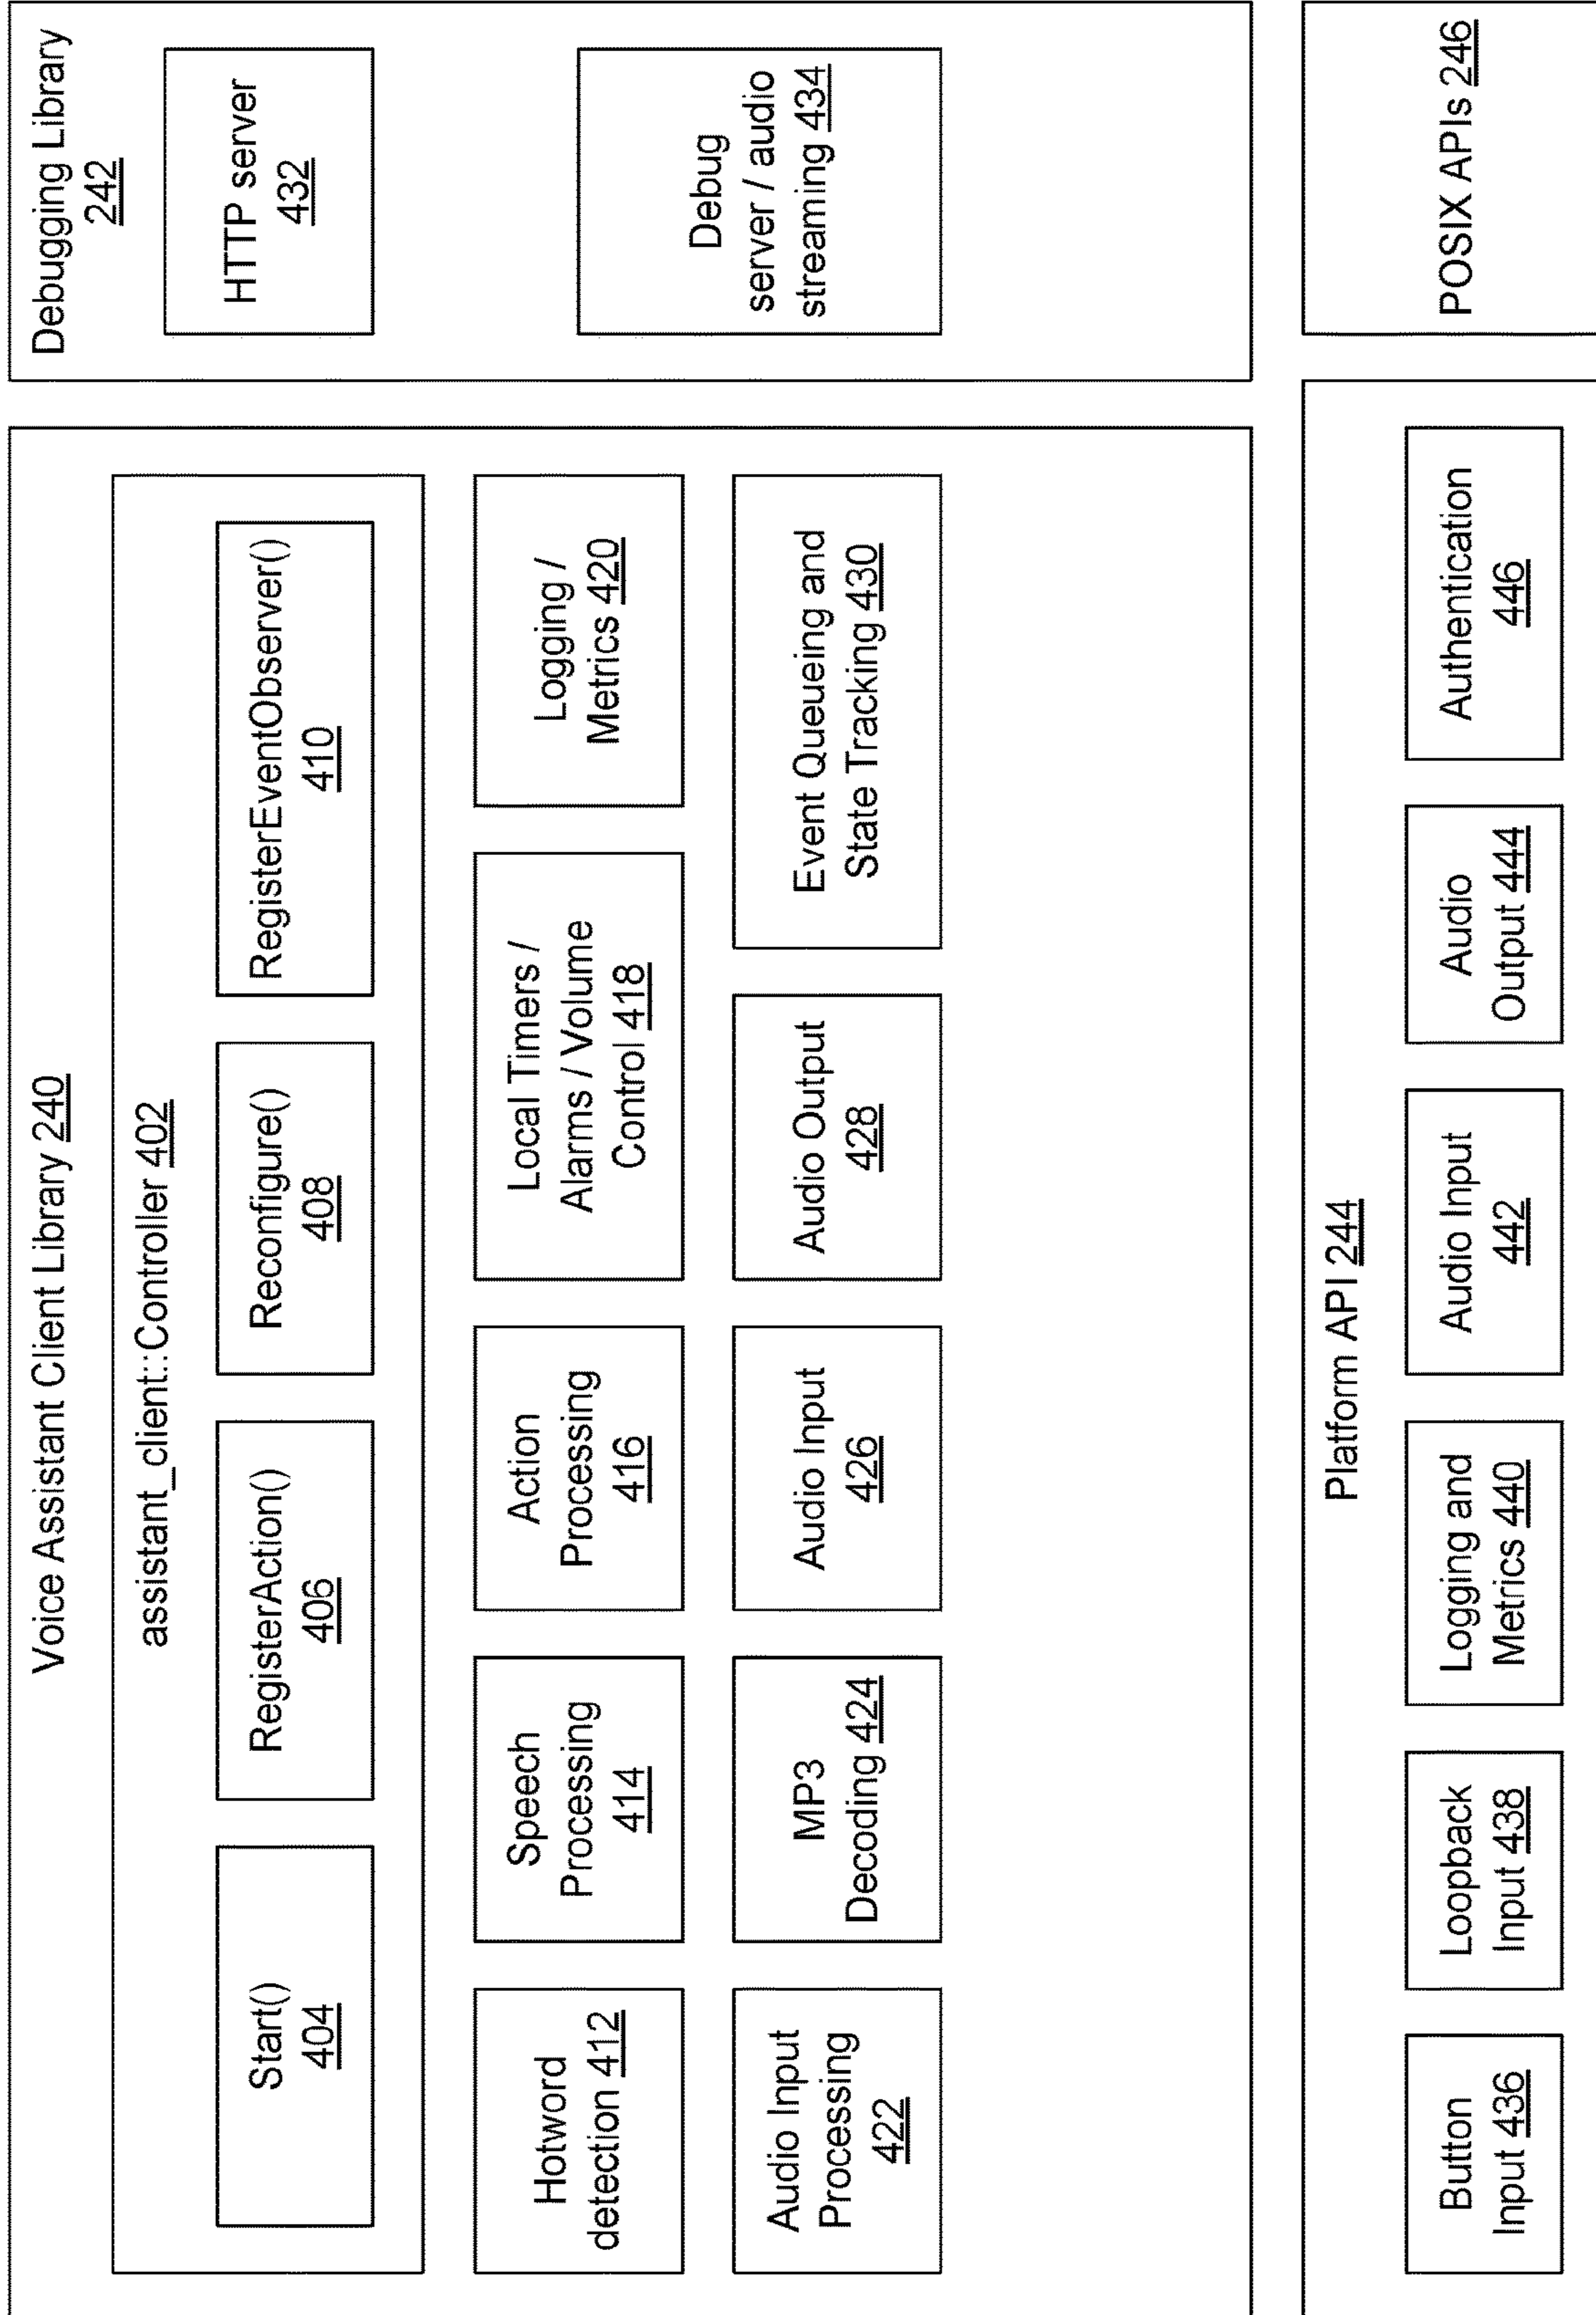 Voice Assistant Client Library 240
assistant_client::Controller 402
Start()
404
RegisterAction()
406
Reconfigure()
408
RegisterEventObserver()
410
Hotword
detection 412
Speech
Processing
414
Action
Processing
416
Local Timers /
Alarms / Volume
Control 418
Logging /
Metrics 420
Audio Input
Processing
422
MP3
Decoding 424
Audio Input
426
Audio Output
428
Event Queueing and
State Tracking 430
Debugging Library
242
HTTP server
432
Debug
server / audio
streaming 434
Platform API 244
Button
Input 436
Loopback
Input 438
Logging and
Metrics 440
Audio Input
442
Audio
Output 444
Authentication
446
POSIX APIs 246